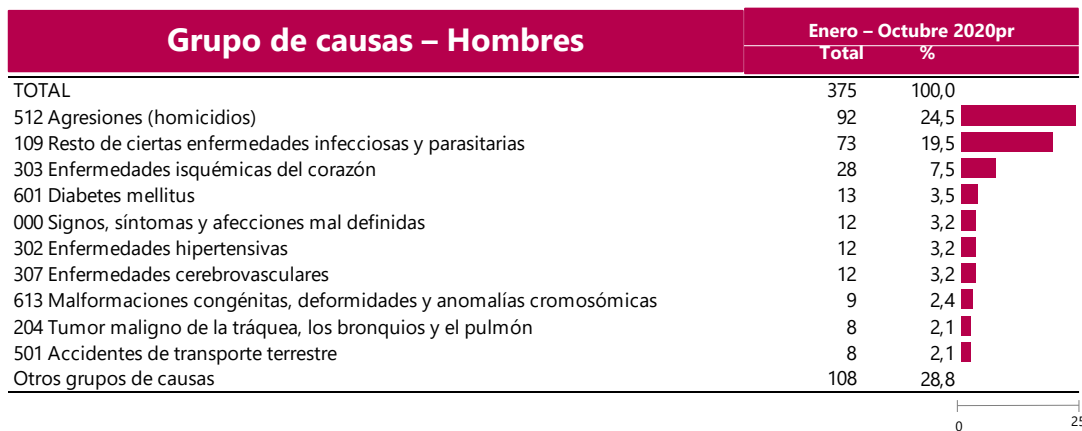 Grupo de causas – Hombres
Enero – Octubre 2020pr
Total %
TOTAL 375 100,0
512 Agresiones (homicidios) 92 24,5
109 Resto de ciertas enfermedades infecciosas y parasitarias 73 19,5
303 Enfermedades isquémicas del corazón 28 7,5
601 Diabetes mellitus 13 3,5
000 Signos, síntomas y afecciones mal definidas 12 3,2
302 Enfermedades hipertensivas 12 3,2
307 Enfermedades cerebrovasculares 12 3,2
613 Malformaciones congénitas, deformidades y anomalías cromosómicas 9 2,4
204 Tumor maligno de la tráquea, los bronquios y el pulmón 8 2,1
501 Accidentes de transporte terrestre 8 2,1
Otros grupos de causas 108 28,8
0 25